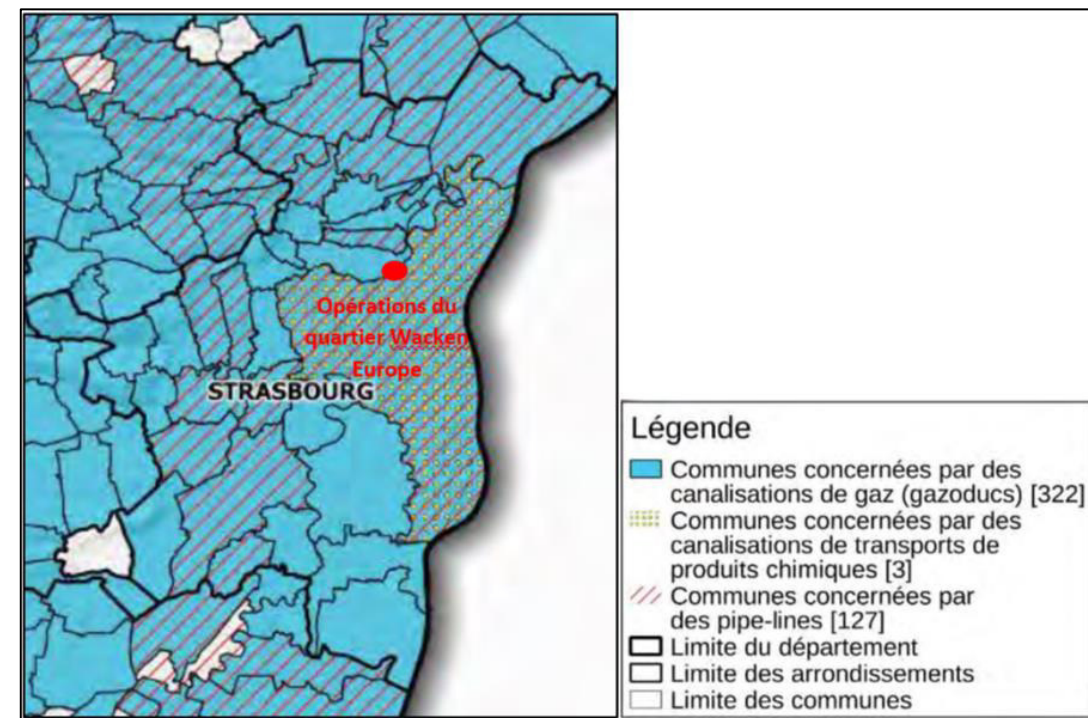 Opérations du
quartier Wacken
Europe
STRASBOURG
Légende
Communes concernées par des
canalisations de gaz (gazoducs) [322]
Communes concernées par des
canalisations de transports de
produits chimiques [3]
Communes concernées par
des pipe-lines [127]
Limite du département
Limite des arrondissements
Limite des communes